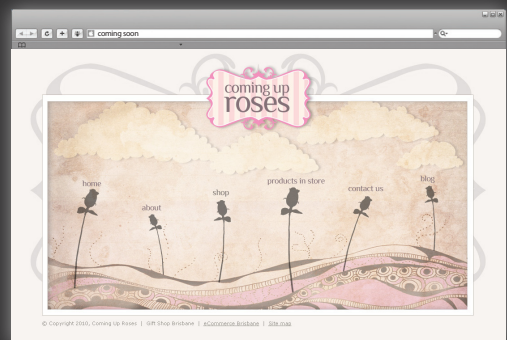 coming soon
coming up
roses
home
about
shop
products in store
contact us
blog
© Copyright 2010, Coming Up Roses | Gift Shop Brisbane | eCommerce Brisbane | Site map